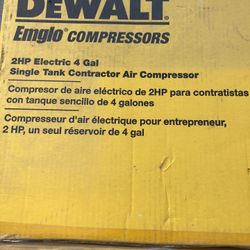 DEWALT
Emglo® COMPRESSORS
2HP Electric 4 Gal
Single Tank Contractor Air Compressor
Compresor de aire eléctrico de 2HP para contratistas
con tanque sencillo de 4 galones
Compresseur d'air électrique pour entrepreneur,
2 HP, un seul réservoir de 4 gal